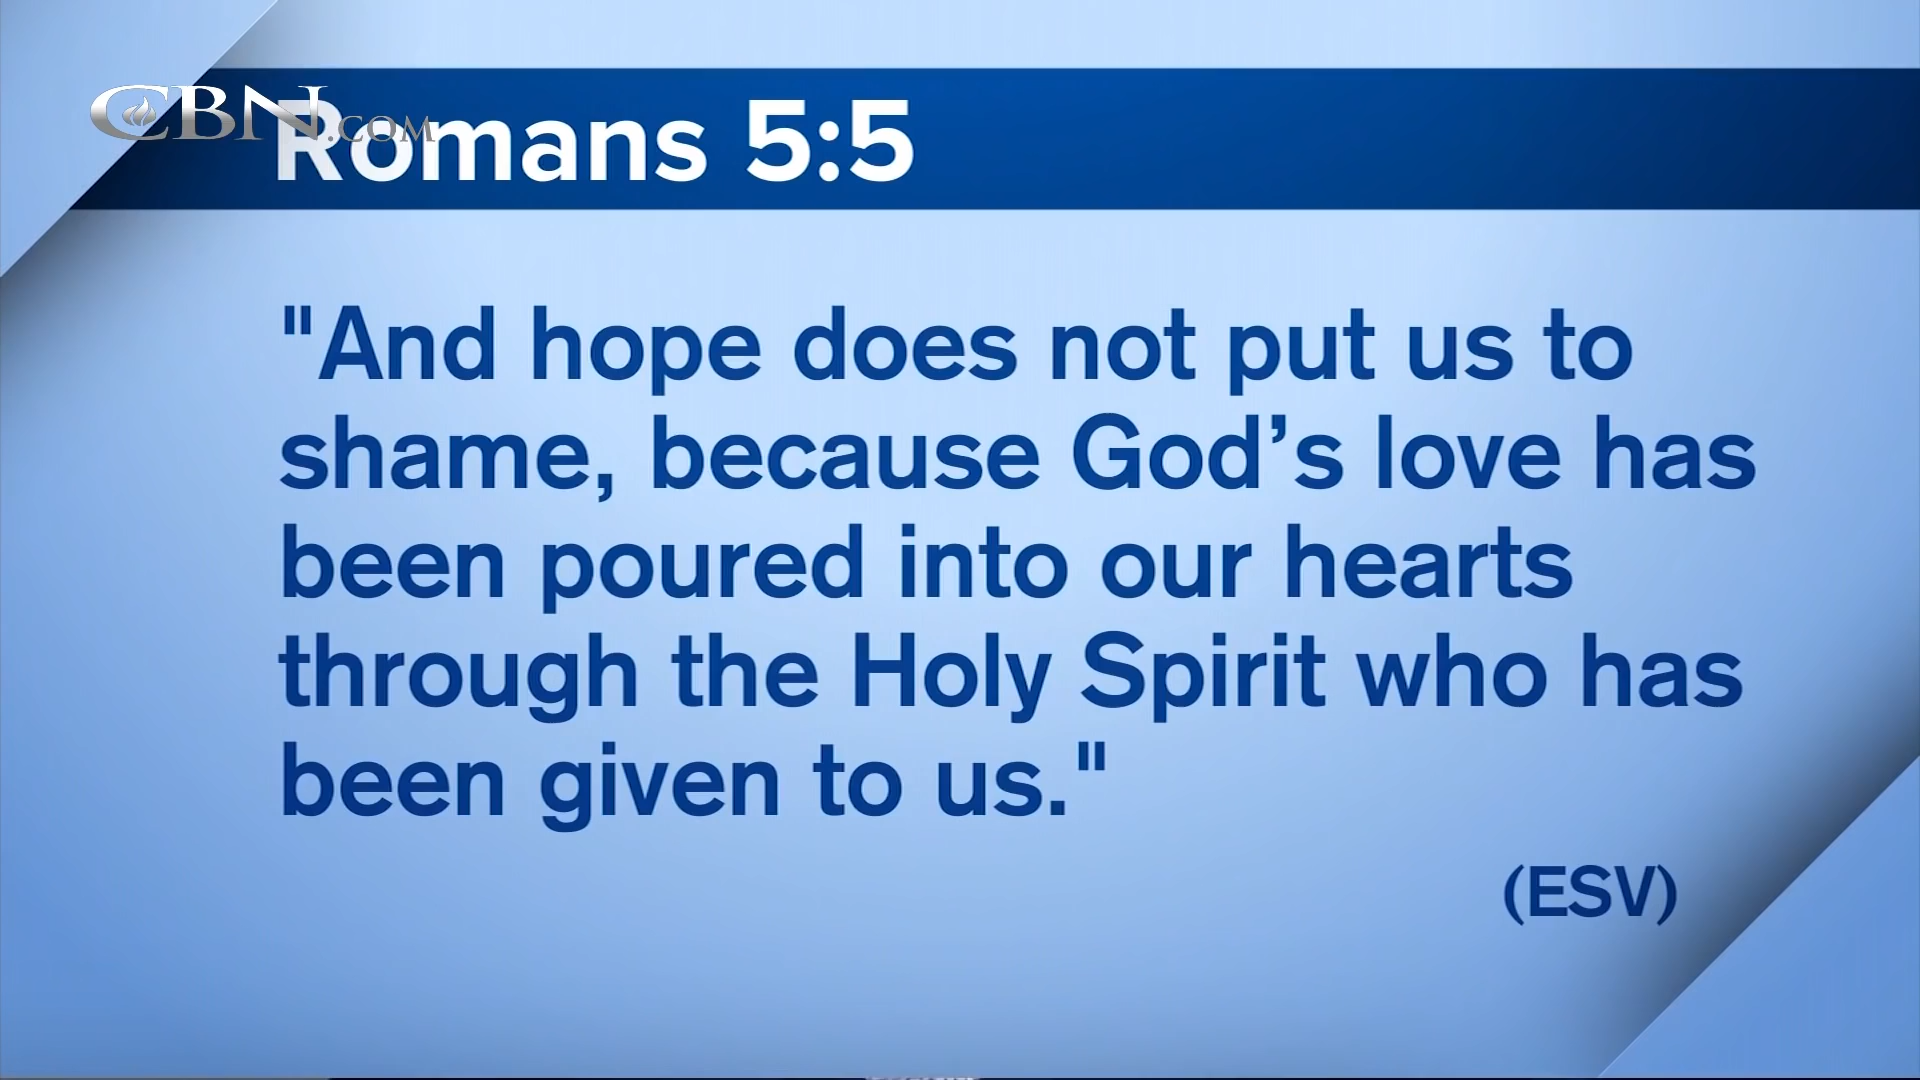 CBN.COM
Romans 5:5
"And hope does not put us to
shame, because God’s love has
been poured into our hearts
through the Holy Spirit who has
been given to us."
(ESV)